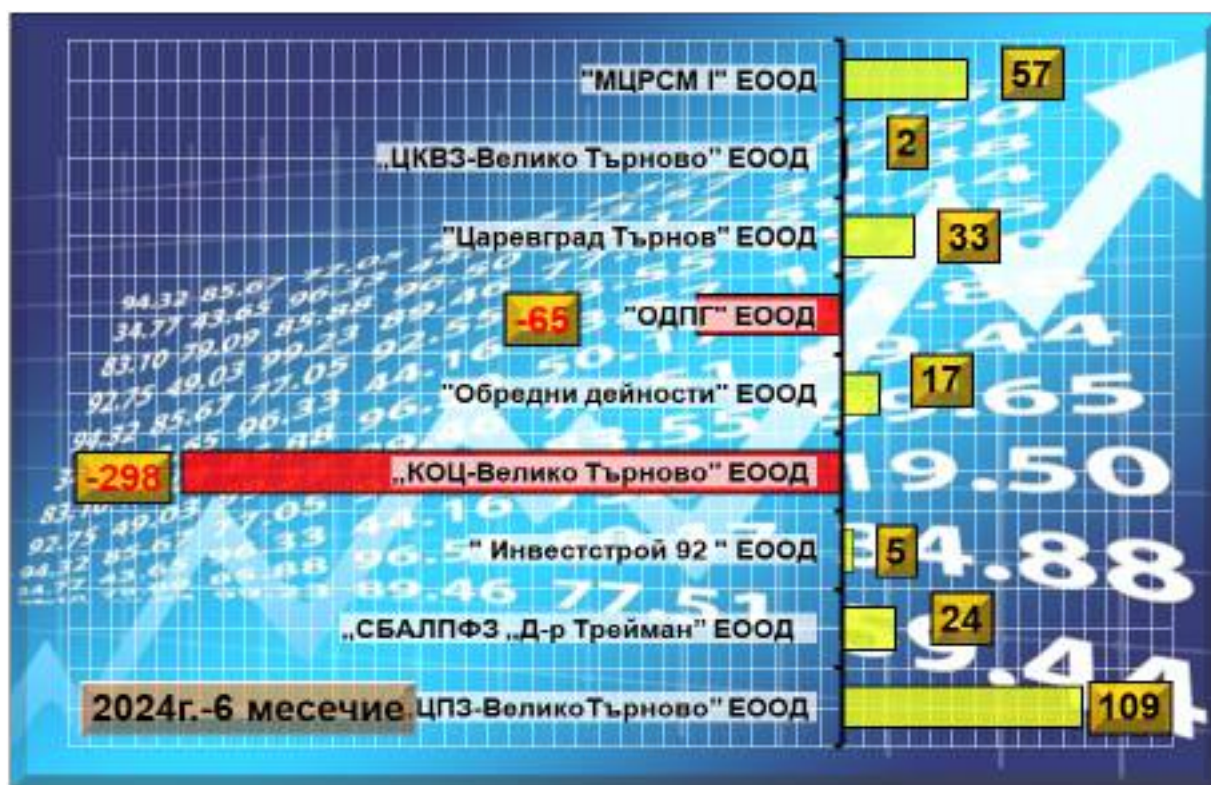 "МЦРСМ I" ЕООД 57
„ЦКВЗ-Велико Търново" ЕООД 2
"Царевград Търнов" ЕООД 33
-65 "ОДПГ" ЕООД
"Обредни дейности" ЕООД 17
-298 „КОЦ-Велико Търново" ЕООД
" Инвестстрой 92 " ЕООД 5
„СБАЛПФЗ „Д-р Трейман" ЕООД 24
2024г.-6 месечие ЦПЗ-ВеликоТърново" ЕООД 109